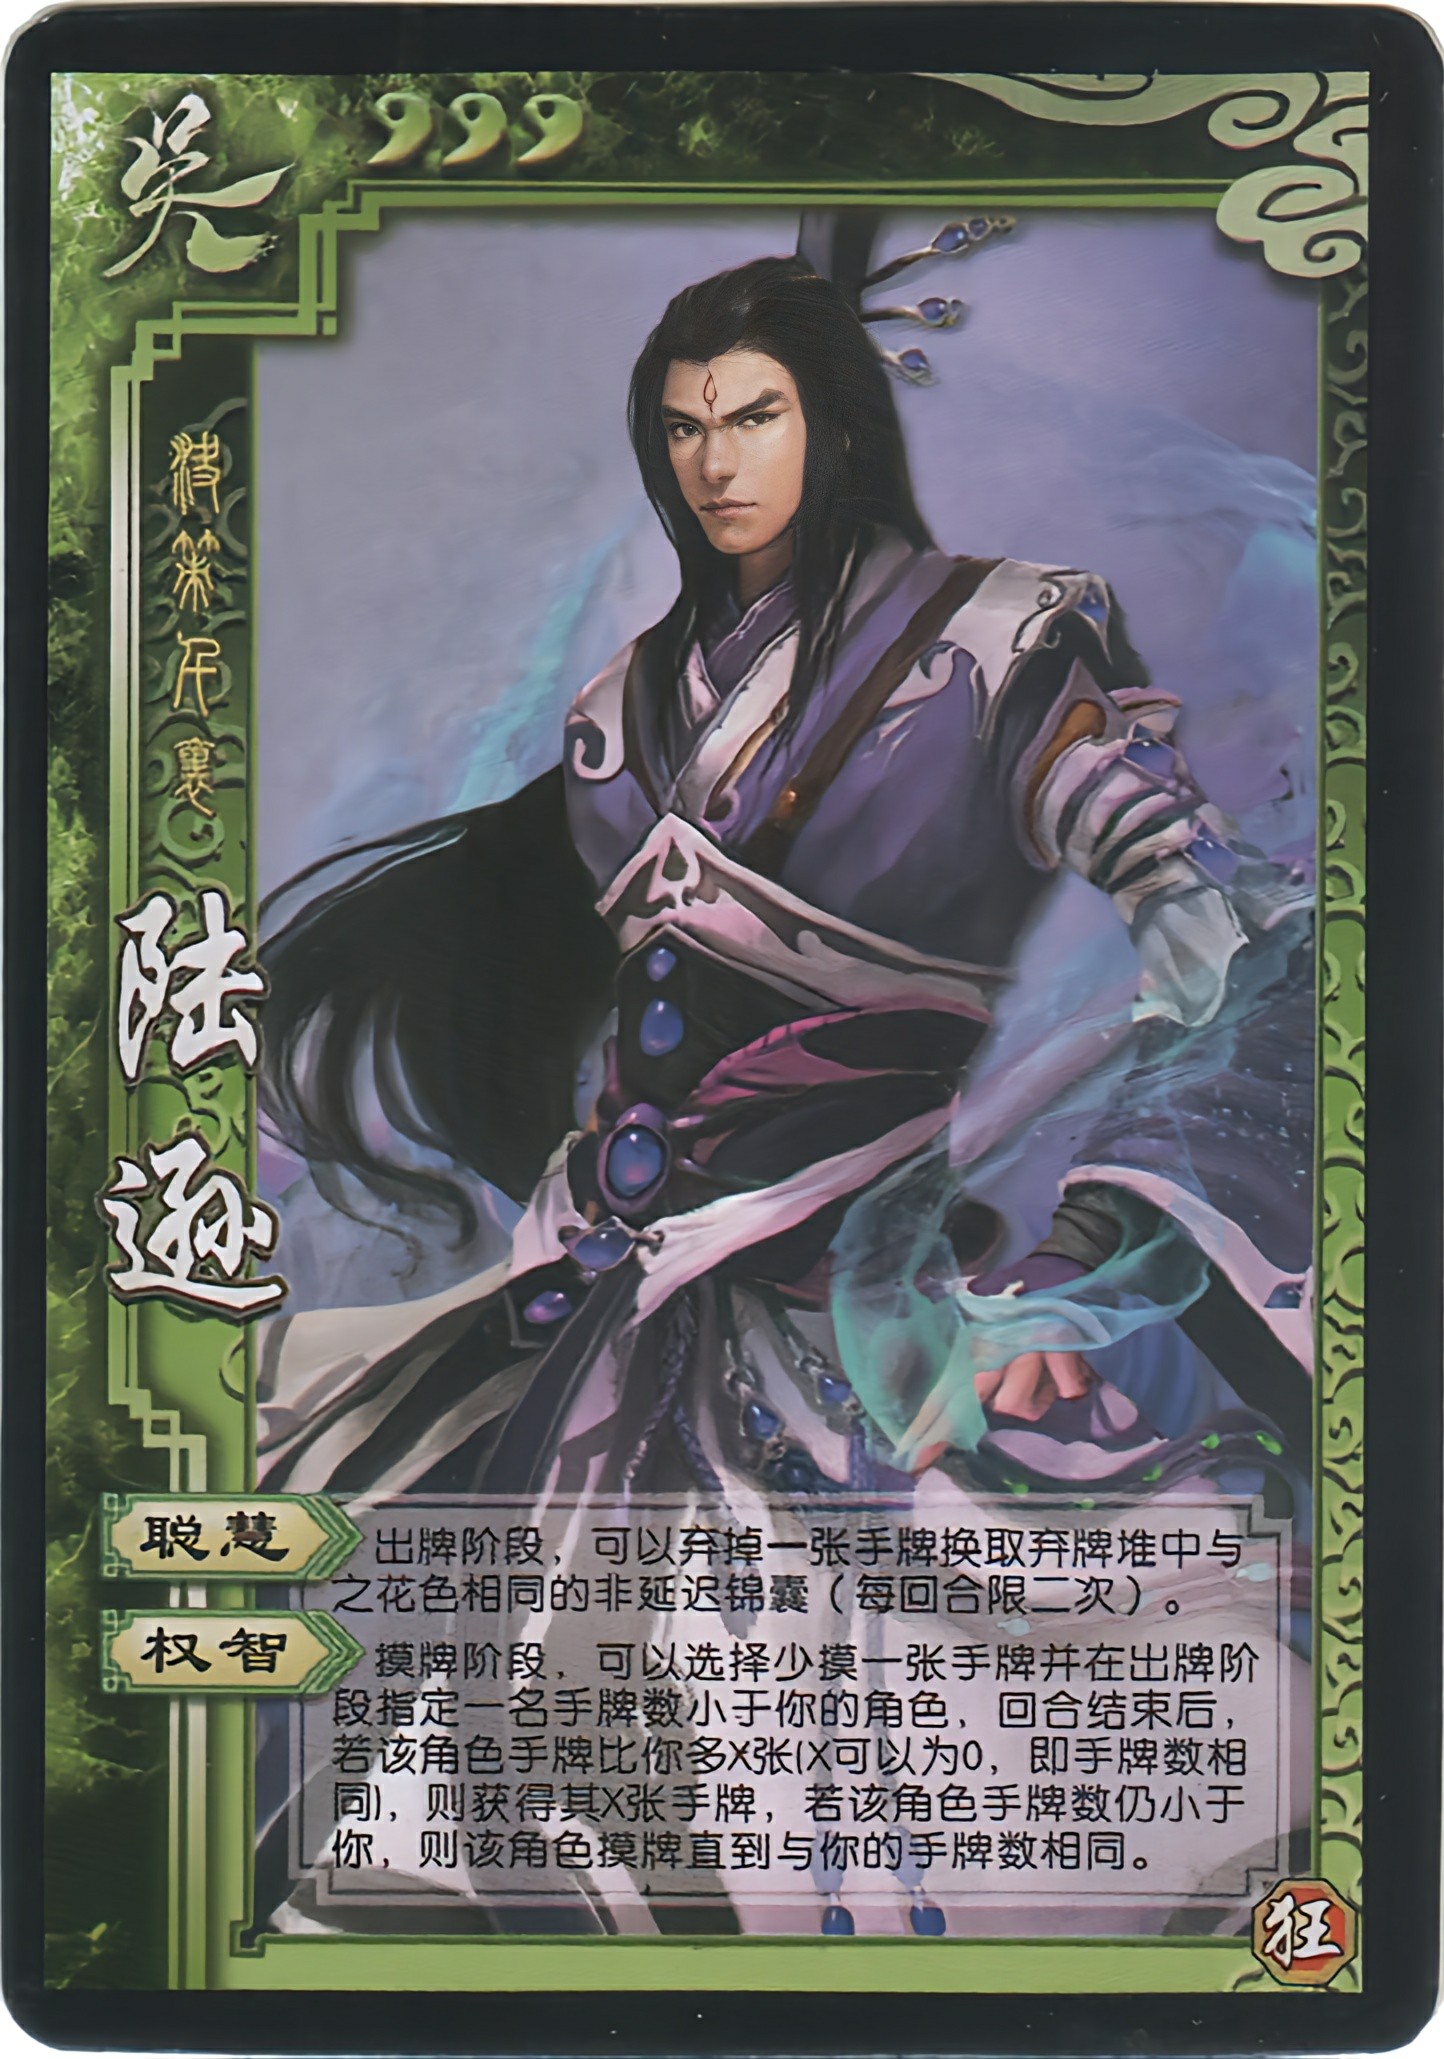 吴
陆逊
聪慧
出牌阶段，可以弃掉一张手牌换取弃牌堆中与
之花色相同的非延迟锦囊（每回合限二次）。
权智
摸牌阶段，可以选择少摸一张手牌并在出牌阶
段指定一名手牌数小于你的角色，回合结束后，
若该角色手牌比你多X张(X可以为0，即手牌数相
同)，则获得其X张手牌，若该角色手牌数仍小于
你，则该角色摸牌直到与你的手牌数相同。
狂